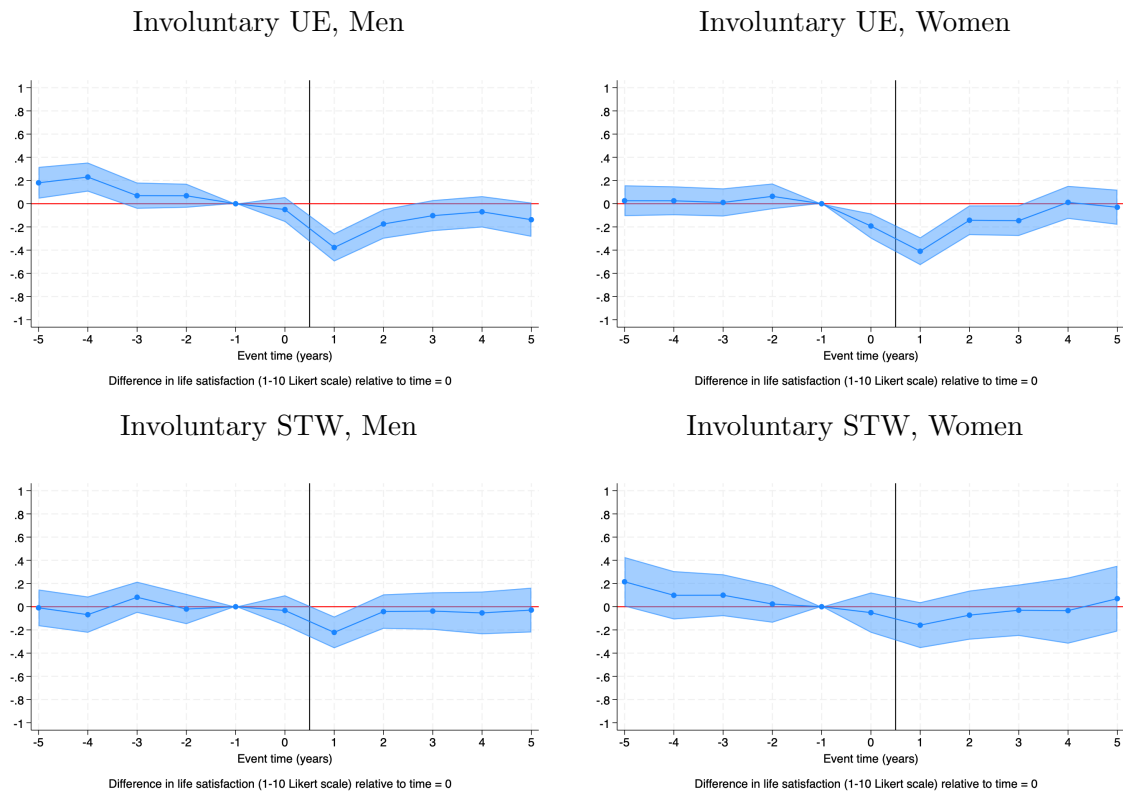 Involuntary UE, Men
1
.8
.6
.4
.2
0
-.2
-.4
-.6
-.8
-1
-5 -4 -3 -2 -1 0 1 2 3 4 5
Event time (years)
Difference in life satisfaction (1-10 Likert scale) relative to time = 0
Involuntary UE, Women
1
.8
.6
.4
.2
0
-.2
-.4
-.6
-.8
-1
-5 -4 -3 -2 -1 0 1 2 3 4 5
Event time (years)
Difference in life satisfaction (1-10 Likert scale) relative to time = 0
Involuntary STW, Men
1
.8
.6
.4
.2
0
-.2
-.4
-.6
-.8
-1
-5 -4 -3 -2 -1 0 1 2 3 4 5
Event time (years)
Difference in life satisfaction (1-10 Likert scale) relative to time = 0
Involuntary STW, Women
1
.8
.6
.4
.2
0
-.2
-.4
-.6
-.8
-1
-5 -4 -3 -2 -1 0 1 2 3 4 5
Event time (years)
Difference in life satisfaction (1-10 Likert scale) relative to time = 0